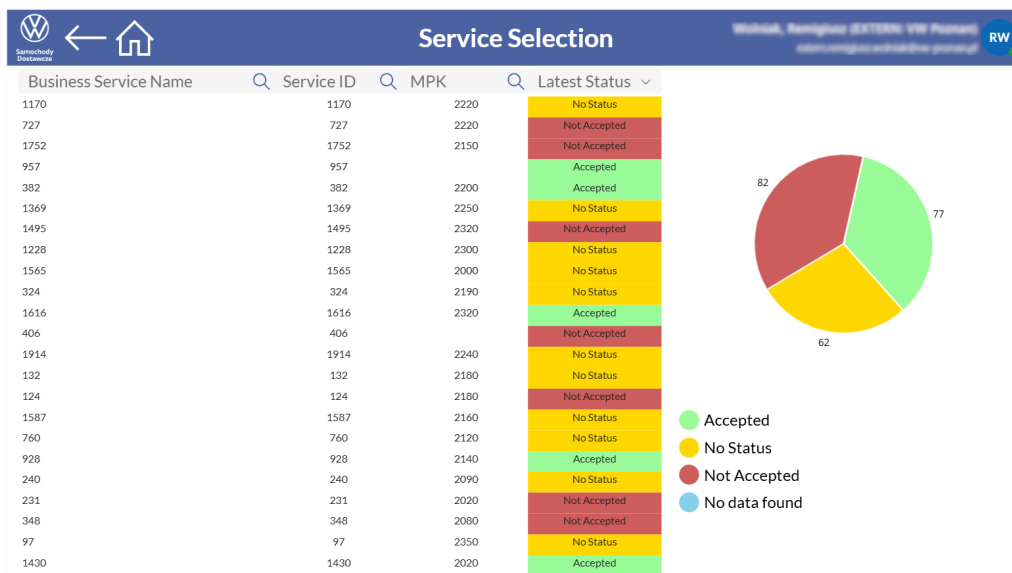 Samochody
Dostawcze
Service Selection
RW
Business Service Name Service ID MPK Latest Status
1170 1170 2220 No Status
727 727 2220 Not Accepted
1752 1752 2150 Not Accepted
957 957 Accepted
382 382 2200 Accepted
1369 1369 2250 No Status
1495 1495 2320 Not Accepted
1228 1228 2300 No Status
1565 1565 2000 No Status
324 324 2190 No Status
1616 1616 2320 Accepted
406 406 Not Accepted
1914 1914 2240 No Status
132 132 2180 No Status
124 124 2180 Not Accepted
1587 1587 2160 No Status
760 760 2120 No Status
928 928 2140 Accepted
240 240 2090 No Status
231 231 2020 Not Accepted
348 348 2080 Not Accepted
97 97 2350 No Status
1430 1430 2020 Accepted
82
77
62
Accepted
No Status
Not Accepted
No data found